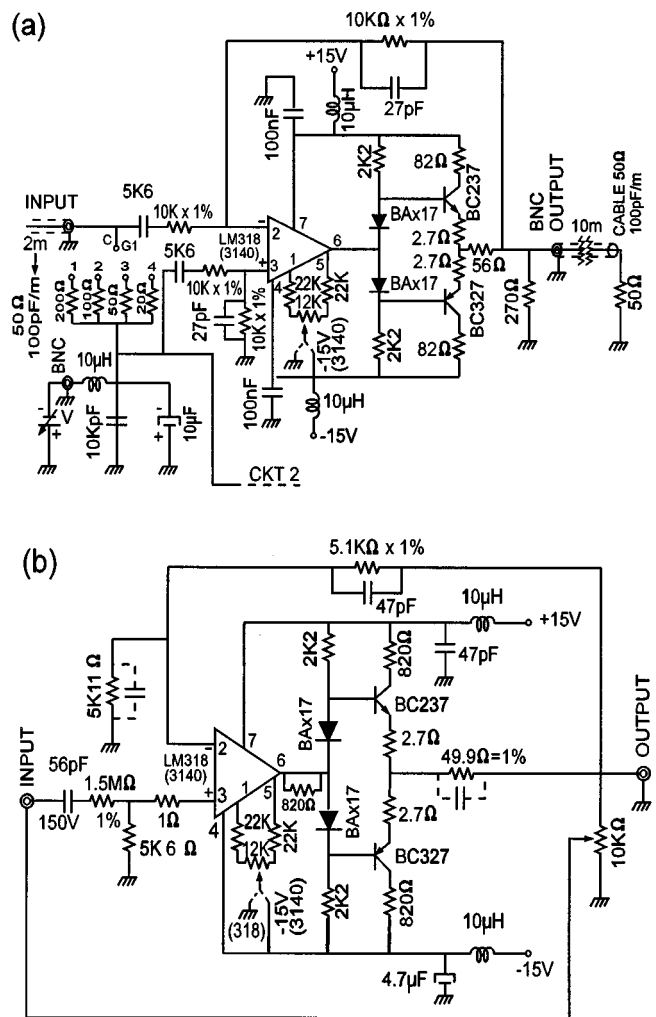 (a)
10KΩ x 1%
+15V
27pF
10µH
100nF
2K2
82Ω
BC237
INPUT
5K6
10K x 1%
2
7
BAx17
2.7Ω
BNC
OUTPUT
CABLE 50Ω
100pF/m
10m
2m
C
G1
LM318
(3140)
6
5K6
3
1
5
4
10K x 1%
2.7Ω
56Ω
BAx17
22K
12K
22K
BC327
270Ω
50Ω
50Ω
100pF/m
1
2
3
4
200Ω
100Ω
50Ω
20Ω
27pF
10K x 1%
-15V
(3140)
2K2
82Ω
BNC
10µH
100nF
10µH
-
V
+
10KpF
-
+
10µF
-15V
CKT 2
(b)
5.1KΩ x 1%
47pF
10µH
+15V
2K2
820Ω
47pF
5K11 Ω
BC237
BAx17
2
7
LM318
(3140)
-
+
6
2.7Ω
49.9Ω=1%
OUTPUT
INPUT
56pF
1.5MΩ
150V
1%
1Ω
3
4
1
5
820Ω
BAx17
2.7Ω
5K 6 Ω
22K
12K
22K
BC327
10KΩ
(318)
-15V
(3140)
2K2
820Ω
10µH
-15V
4.7µF